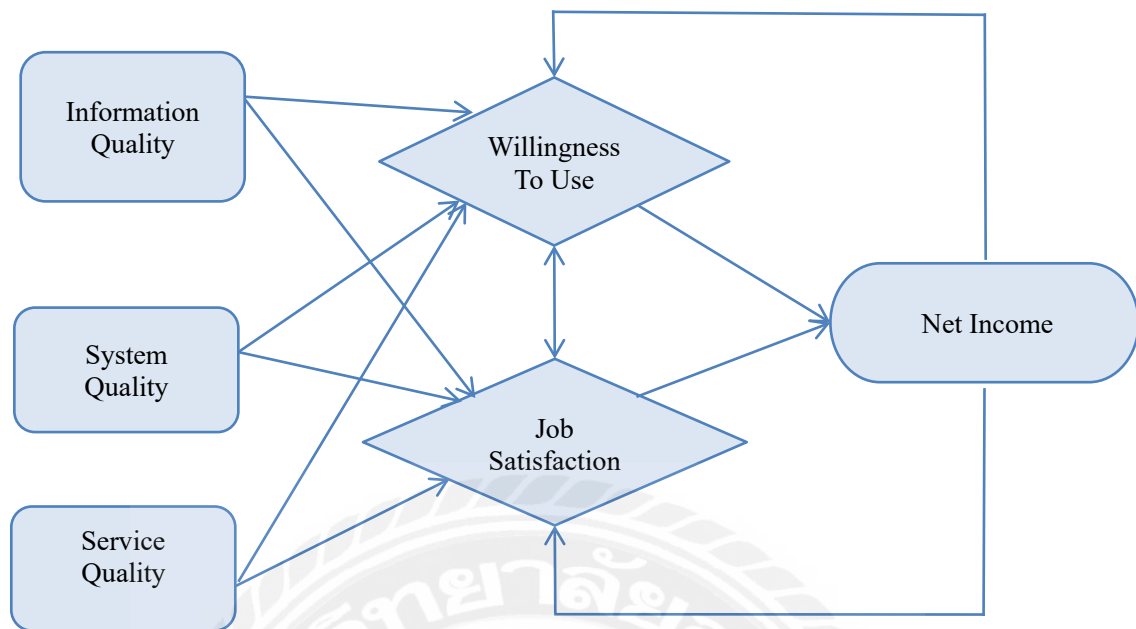 Information
Quality
Willingness
To Use
System
Quality
Net Income
Job
Satisfaction
Service
Quality